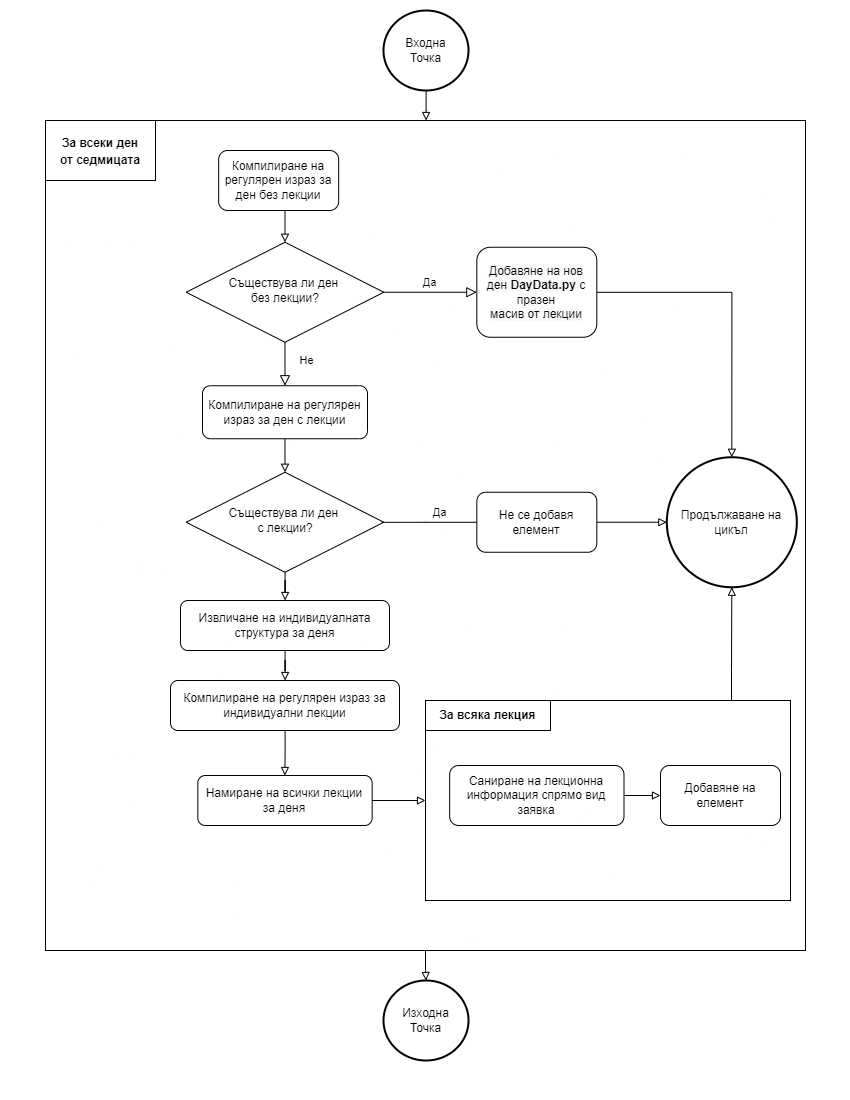 Входна
Точка
За всеки ден
от седмицата
Компилиране на
регулярен израз за
ден без лекции
Съществува ли ден
без лекции?
Да
Добавяне на нов
ден DayData.py с
празен
масив от лекции
Не
Компилиране на регулярен
израз за ден с лекции
Съществува ли ден
с лекции?
Да
Не се добавя
елемент
Продължаване на
цикъл
Извличане на индивидуалната
структура за деня
Компилиране на регулярен израз за
индивидуални лекции
За всяка лекция
Намиране на всички лекции
за деня
Саниране на лекционна
информация спрямо вид
заявка
Добавяне на
елемент
Изходна
Точка